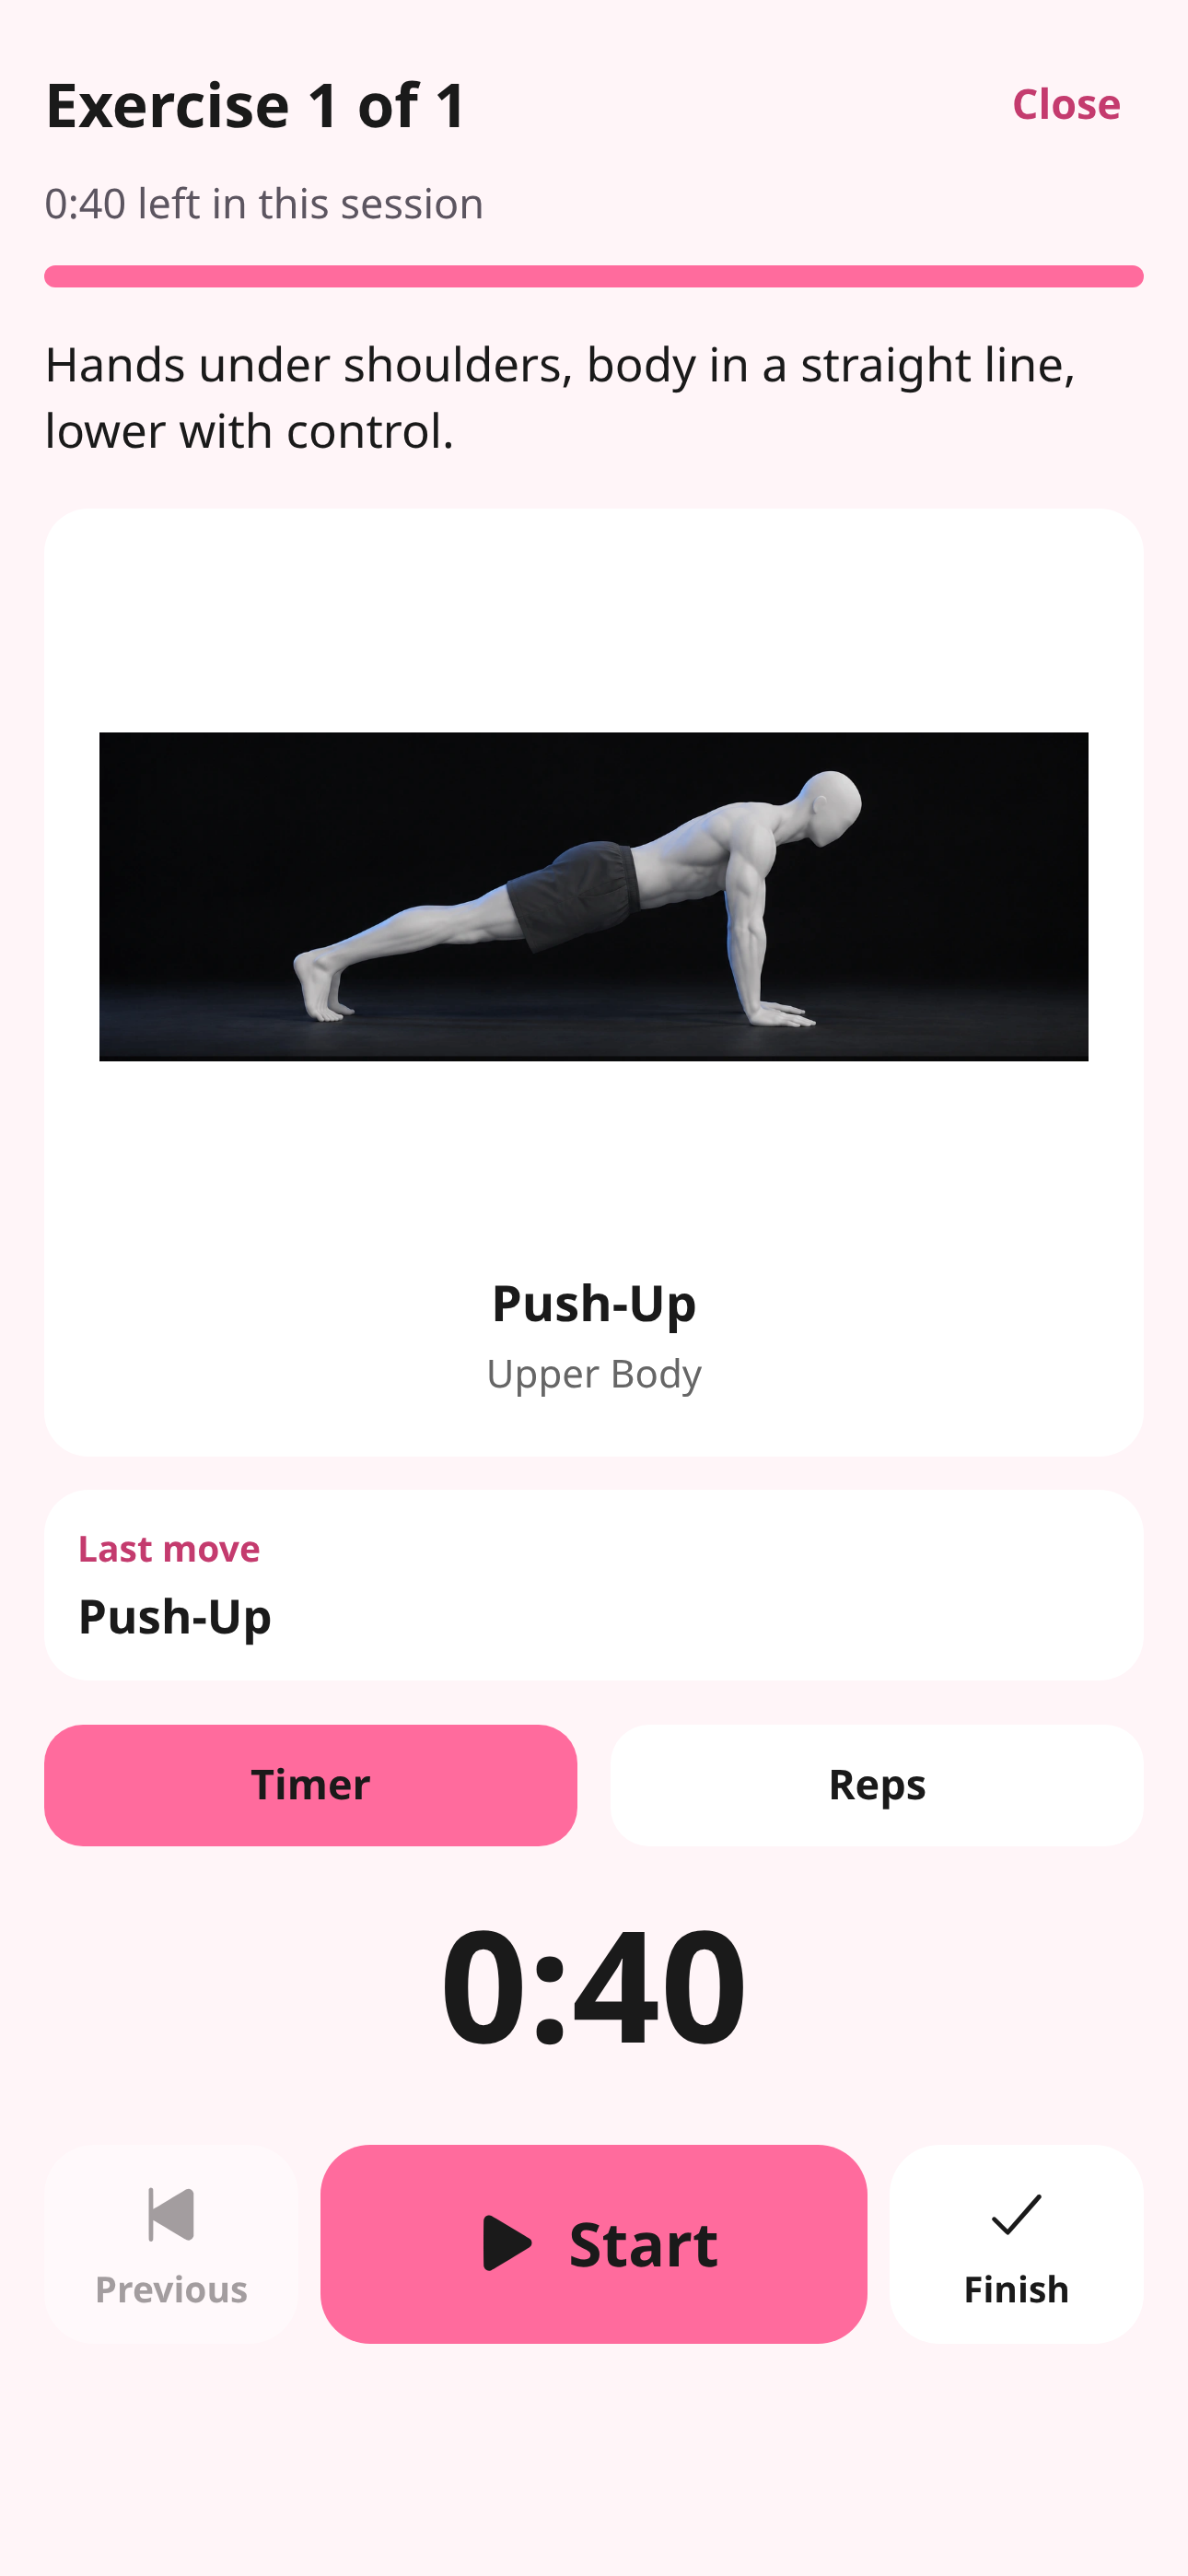 Exercise 1 of 1
Close
0:40 left in this session
Hands under shoulders, body in a straight line,
lower with control.
Push-Up
Upper Body
Last move
Push-Up
Timer
Reps
0:40
Previous
Start
Finish